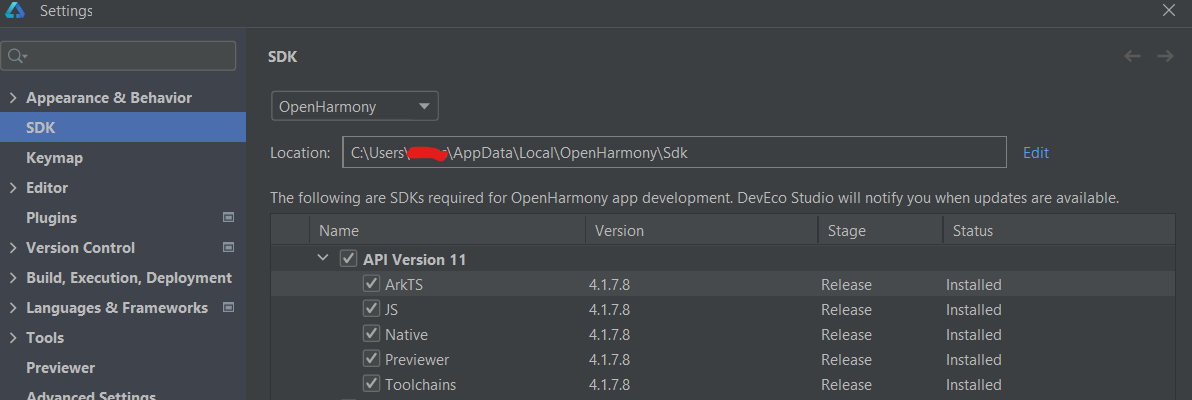 Settings
SDK
Appearance & Behavior
SDK
Keymap
Editor
Plugins
Version Control
Build, Execution, Deployment
Languages & Frameworks
Tools
Previewer
Advanced Settings
OpenHarmony
Location: C:\Users\ \AppData\Local\OpenHarmony\Sdk Edit
The following are SDKs required for OpenHarmony app development. DevEco Studio will notify you when updates are available.
Name Version Stage Status
API Version 11
ArkTS 4.1.7.8 Release Installed
JS 4.1.7.8 Release Installed
Native 4.1.7.8 Release Installed
Previewer 4.1.7.8 Release Installed
Toolchains 4.1.7.8 Release Installed